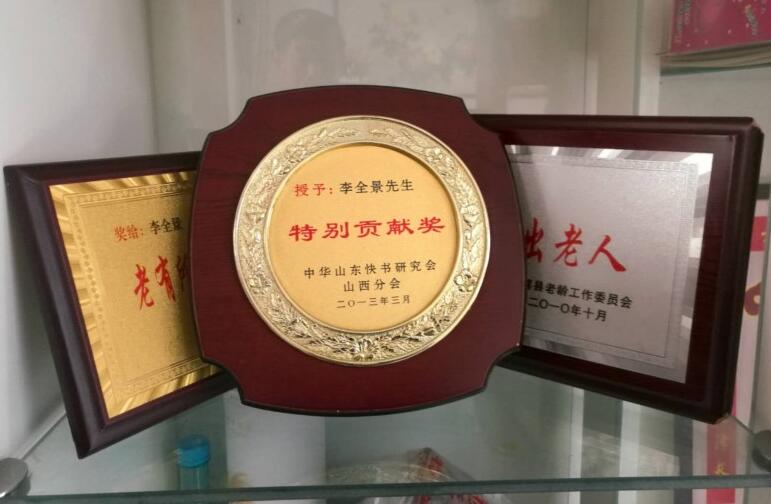 奖给：李全景
老有
授予：李全景先生
特别贡献奖
中华山东快书研究会
山西分会
二〇一三年三月
出老人
县老龄工作委员会
二〇一〇年十月